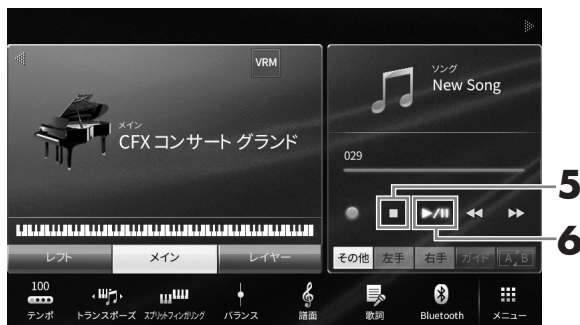 VRM
メイン
CFX コンサート グランド
ソング
New Song
029
5
6
レフト
メイン
レイヤー
その他
左手
右手
ガイド
A B
100
テンポ
トランスポーズ
スプリットフィンガリング
バランス
譜面
歌詞
Bluetooth
メニュー